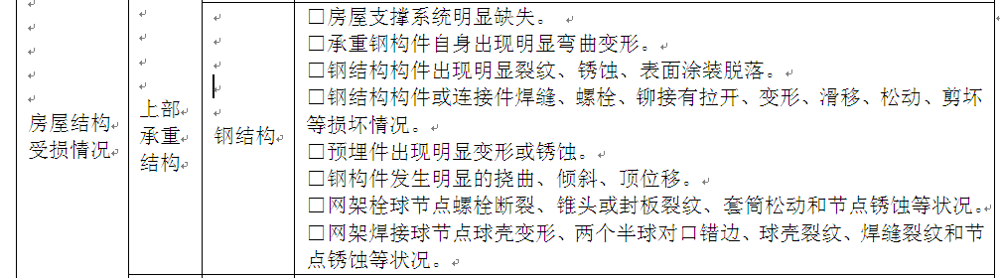 房屋结构
受损情况
上部
承重
结构
钢结构
□房屋支撑系统明显缺失。
□承重钢构件自身出现明显弯曲变形。
□钢结构构件出现明显裂纹、锈蚀、表面涂装脱落。
□钢结构构件或连接件焊缝、螺栓、铆接有拉开、变形、滑移、松动、剪坏
等损坏情况。
□预埋件出现明显变形或锈蚀。
□钢构件发生明显的挠曲、倾斜、顶位移。
□网架栓球节点螺栓断裂、锥头或封板裂纹、套筒松动和节点锈蚀等状况。
□网架焊接球节点球壳变形、两个半球对口错边、球壳裂纹、焊缝裂纹和节
点锈蚀等状况。